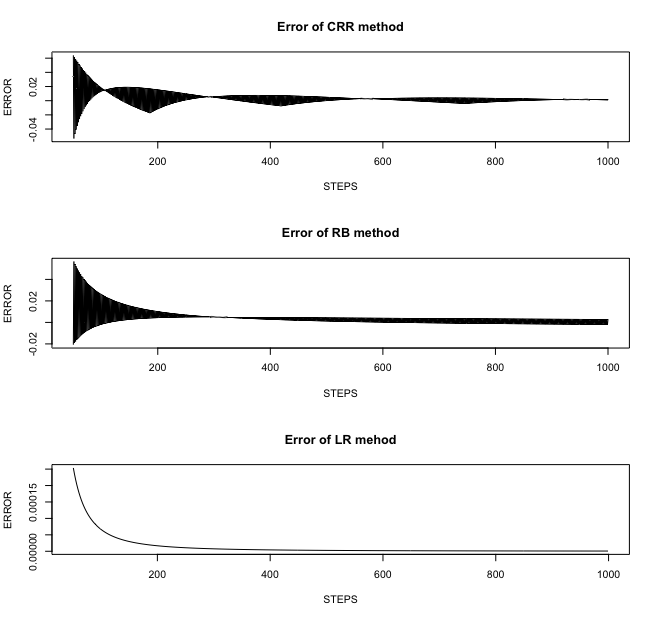 Error of CRR method
ERROR
0.02
-0.04
200 400 600 800 1000
STEPS
Error of RB method
ERROR
0.02
-0.02
200 400 600 800 1000
STEPS
Error of LR mehod
ERROR
0.00015
0.00000
200 400 600 800 1000
STEPS